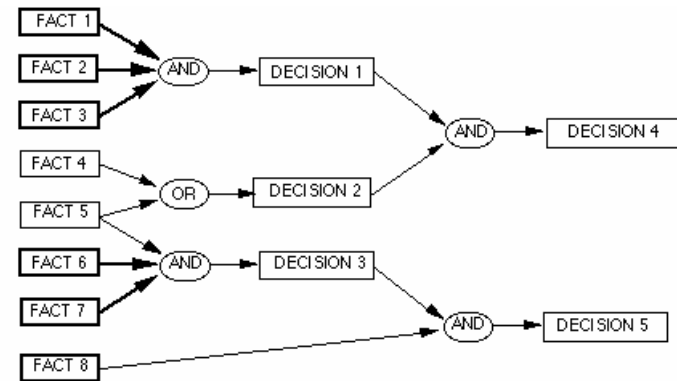 FACT 1
FACT 2
AND
DECISION 1
FACT 3
AND
DECISION 4
FACT 4
OR
DECISION 2
FACT 5
FACT 6
AND
DECISION 3
FACT 7
AND
DECISION 5
FACT 8